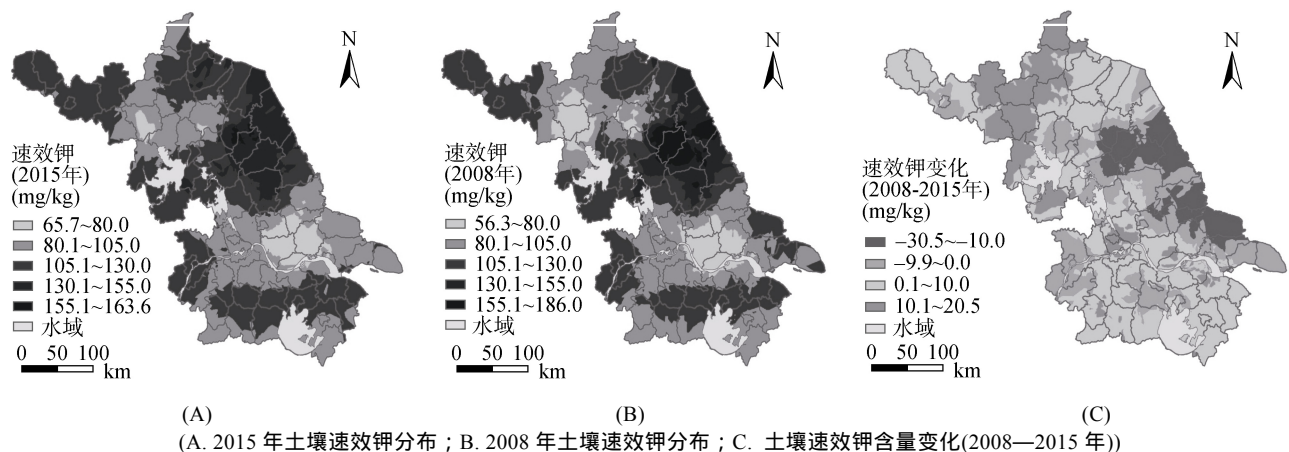 N
速效钾
(2015年)
(mg/kg)
65.7~80.0
80.1~105.0
105.1~130.0
130.1~155.0
155.1~163.6
水域
0 50 100
km
(A)
N
速效钾
(2008年)
(mg/kg)
56.3~80.0
80.1~105.0
105.1~130.0
130.1~155.0
155.1~186.0
水域
0 50 100
km
(B)
N
速效钾变化
(2008-2015年)
(mg/kg)
–30.5~–10.0
–9.9~0.0
0.1~10.0
10.1~20.5
水域
0 50 100
km
(C)
(A. 2015 年土壤速效钾分布；B. 2008 年土壤速效钾分布；C. 土壤速效钾含量变化(2008—2015 年))